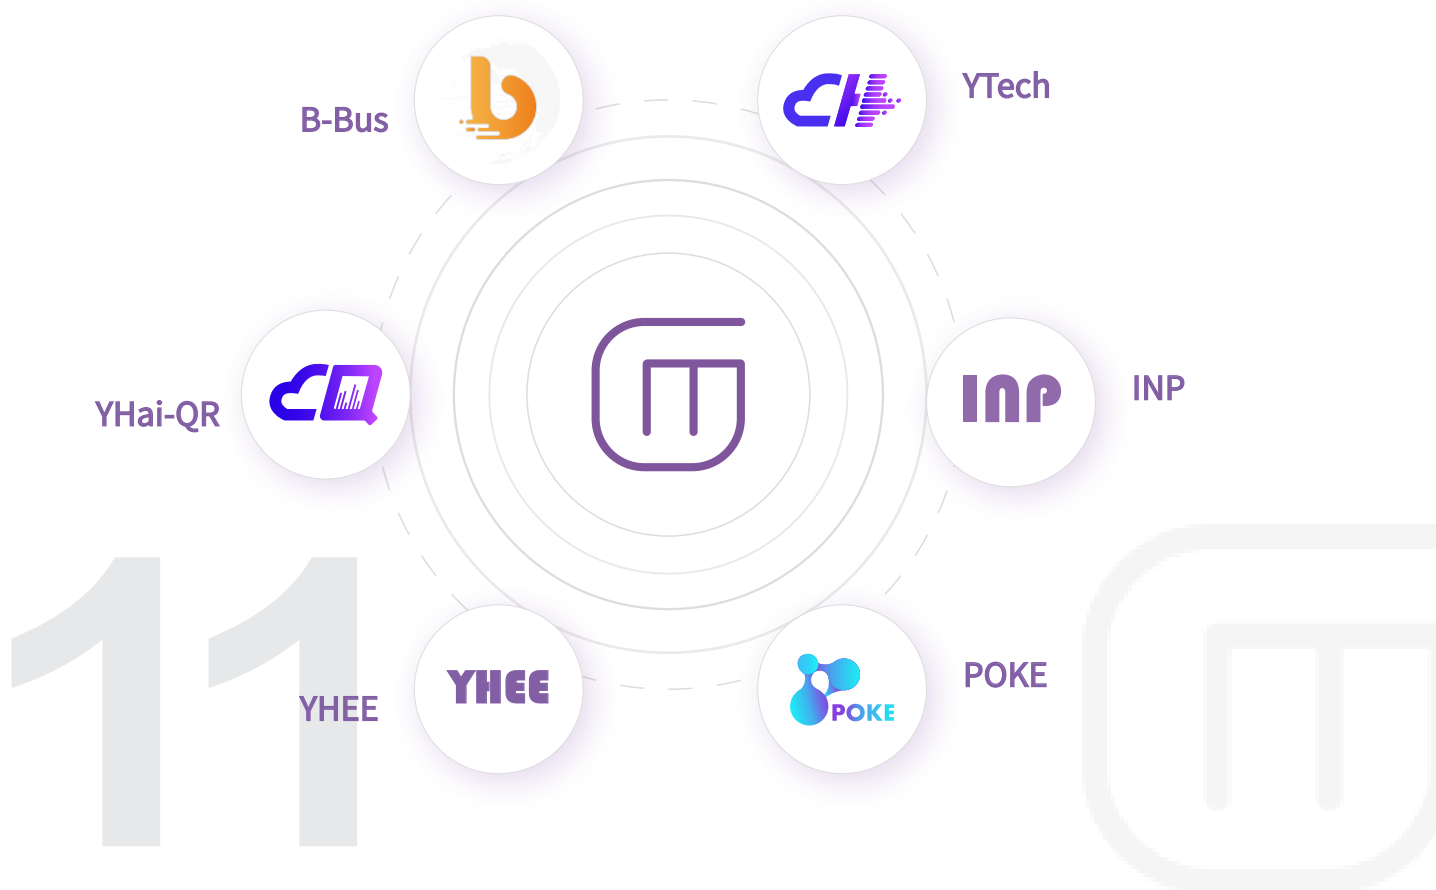 B-Bus
YTech
YHai-QR
INP
INP
11
YHEE
YHEE
POKE
POKE